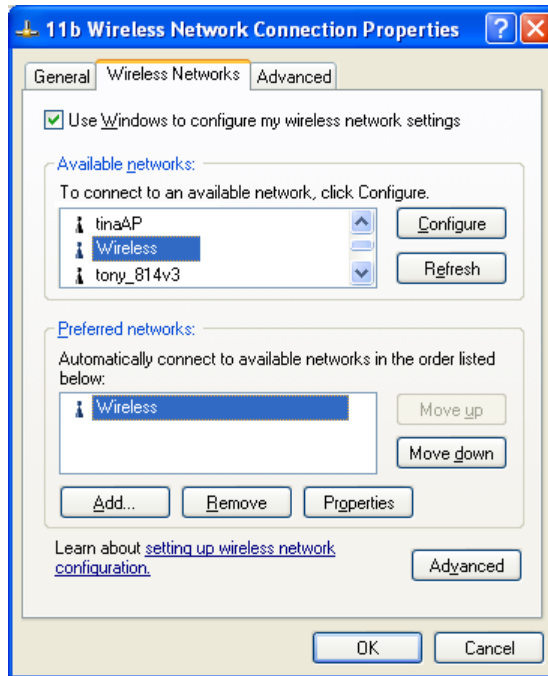 11b Wireless Network Connection Properties
General Wireless Networks Advanced
Use Windows to configure my wireless network settings
Available networks:
To connect to an available network, click Configure.
tinaAP
Wireless
tony_814v3
Configure
Refresh
Preferred networks:
Automatically connect to available networks in the order listed
below:
Wireless
Move up
Move down
Add... Remove Properties
Learn about setting up wireless network
configuration.
Advanced
OK Cancel